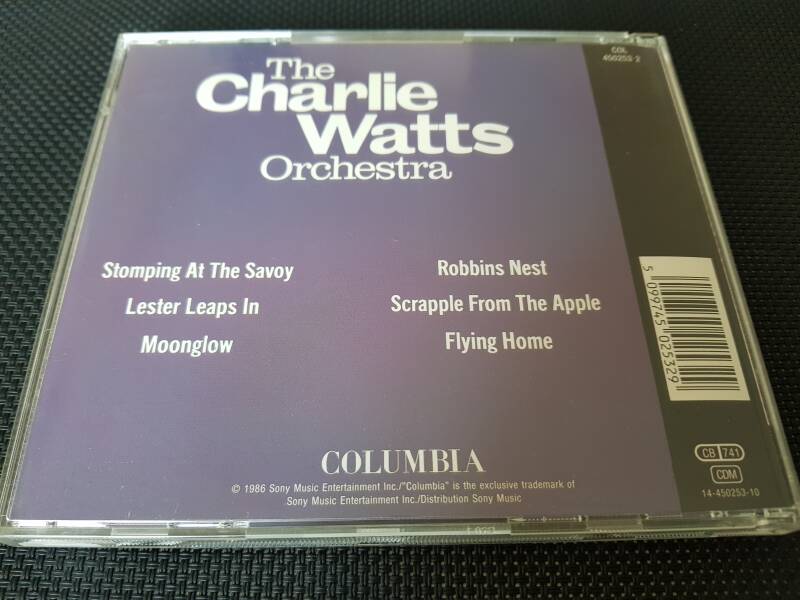 The
Charlie
Watts
Orchestra
COL
450253 2
Stomping At The Savoy
Lester Leaps In
Moonglow
Robbins Nest
Scrapple From The Apple
Flying Home
5 099745 025329
COLUMBIA
© 1986 Sony Music Entertainment Inc./"Columbia" is the exclusive trademark of
Sony Music Entertainment Inc./Distribution Sony Music
CB 741
CDM
14-450253-10